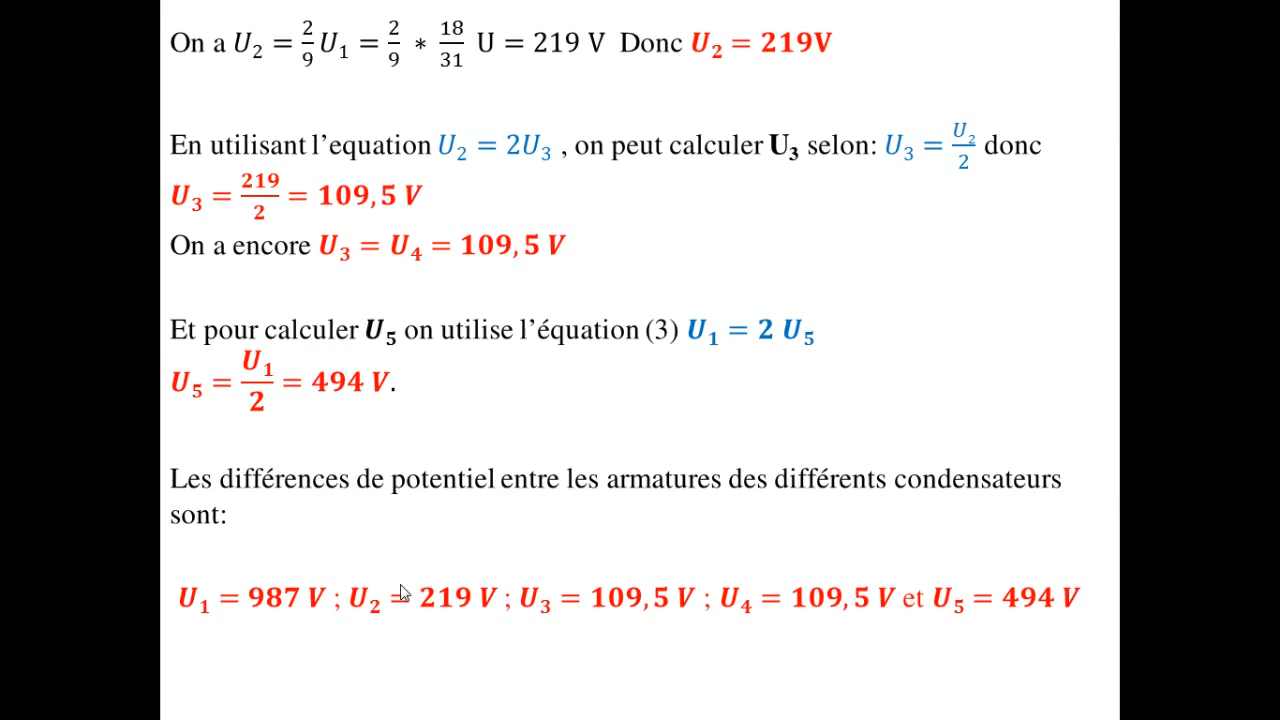 On a U₂ = 2/9 U₁ = 2/9 * 18/31 U = 219 V Donc U₂ = 219V
En utilisant l’equation U₂ = 2U₃ , on peut calculer U₃ selon: U₃ = U₂/2 donc
U₃ = 219/2 = 109,5 V
On a encore U₃ = U₄ = 109,5 V
Et pour calculer U₅ on utilise l’équation (3) U₁ = 2 U₅
U₅ = U₁/2 = 494 V.
Les différences de potentiel entre les armatures des différents condensateurs
sont:
U₁ = 987 V ; U₂ = 219 V ; U₃ = 109,5 V ; U₄ = 109,5 V et U₅ = 494 V